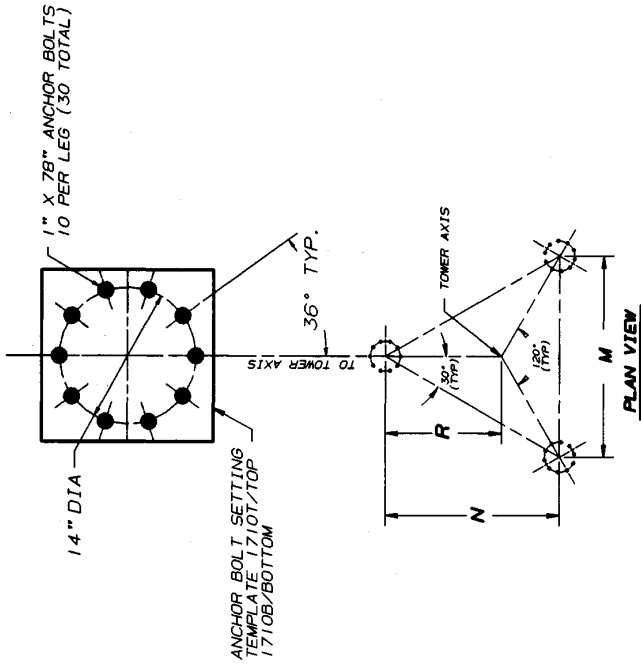 1" X 78" ANCHOR BOLTS
10 PER LEG (30 TOTAL)
14" DIA
36° TYP.
TO TOWER AXIS
ANCHOR BOLT SETTING
TEMPLATE 1710T/TOP
1710B/BOTTOM
TOWER AXIS
30°
(TYP)
120°
(TYP)
R
N
M
PLAN VIEW